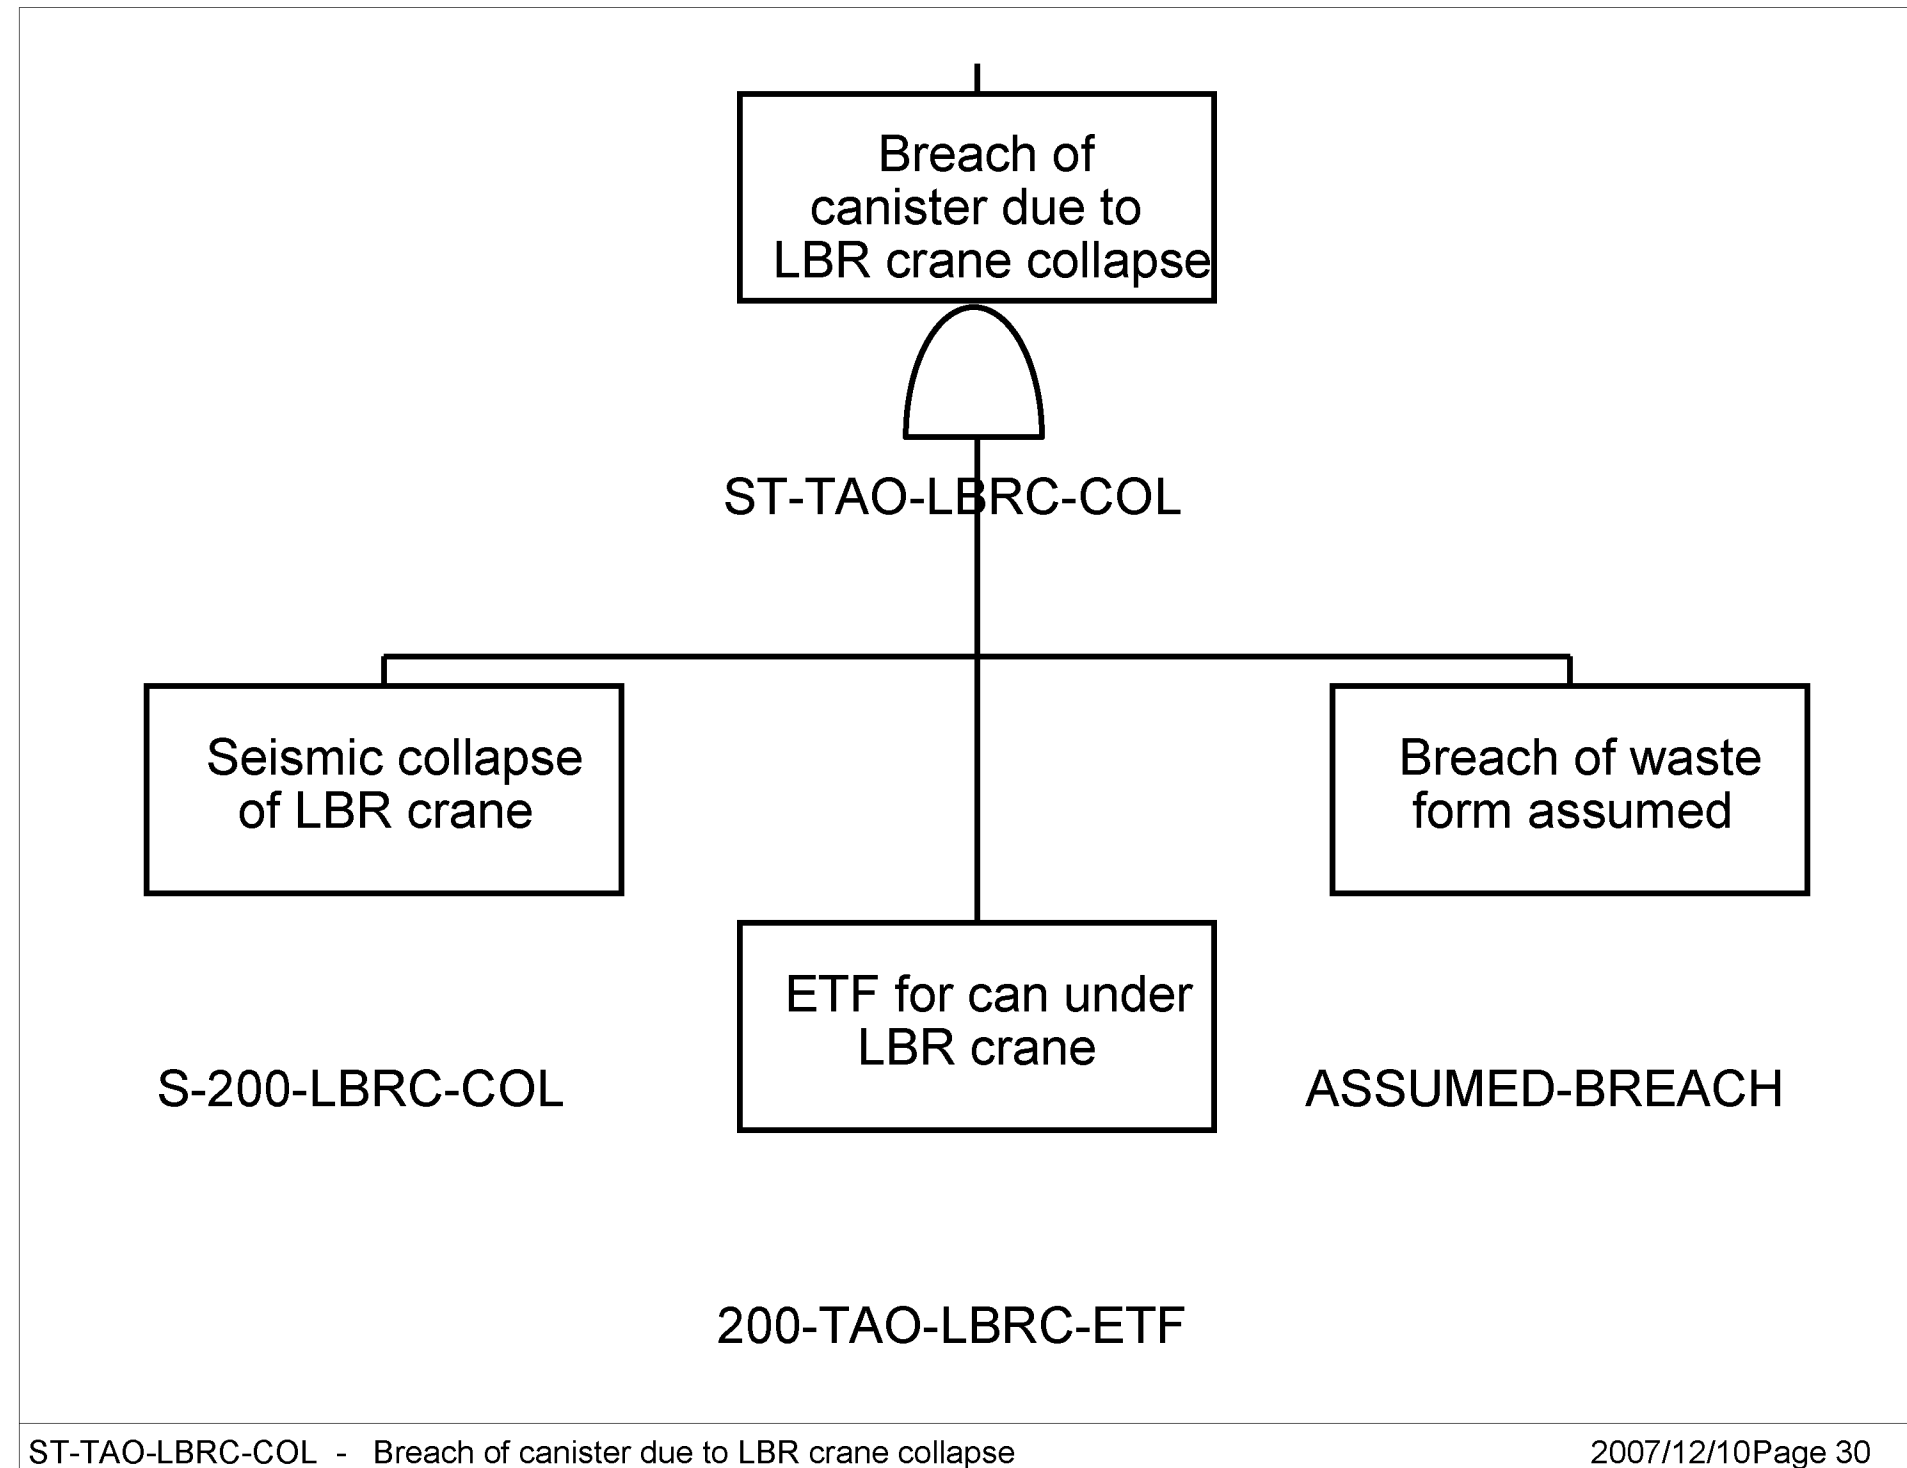 Breach of
canister due to
LBR crane collapse
ST-TAO-LBRC-COL
Seismic collapse
of LBR crane
S-200-LBRC-COL
ETF for can under
LBR crane
200-TAO-LBRC-ETF
Breach of waste
form assumed
ASSUMED-BREACH
ST-TAO-LBRC-COL - Breach of canister due to LBR crane collapse
2007/12/10Page 30